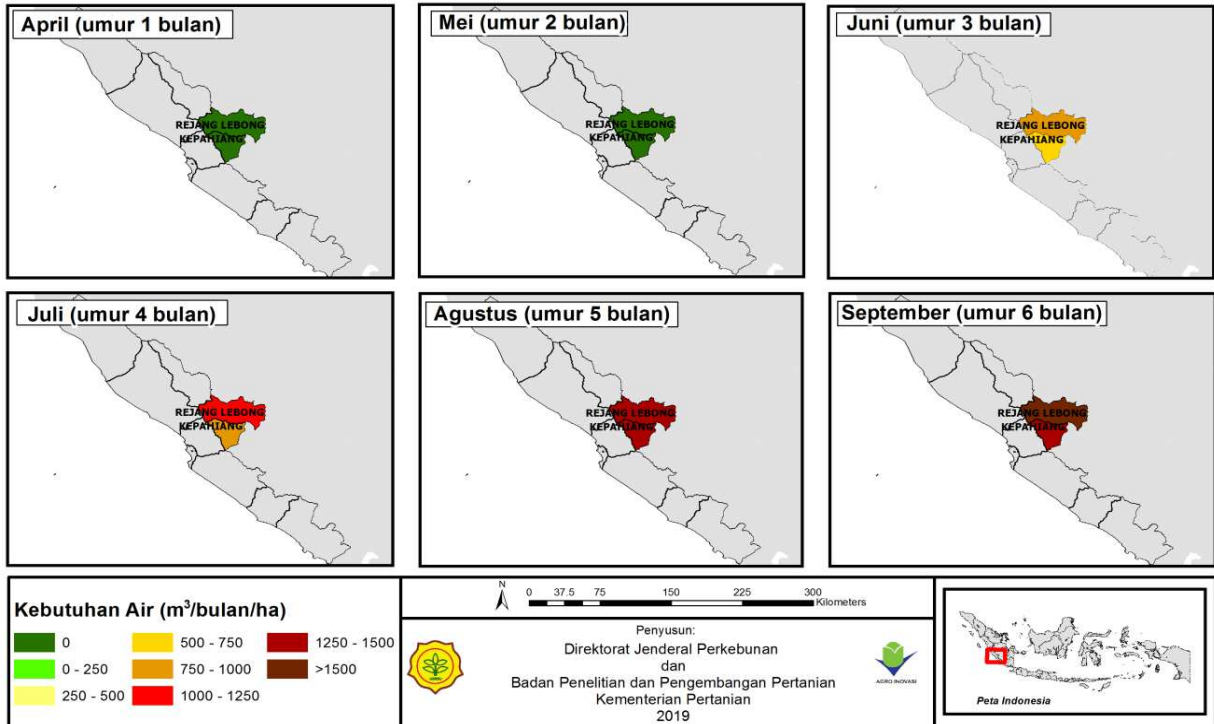 April (umur 1 bulan)
REJANG LEBONG
KEPAHIANG
Mei (umur 2 bulan)
REJANG LEBONG
KEPAHIANG
Juni (umur 3 bulan)
REJANG LEBONG
KEPAHIANG
Juli (umur 4 bulan)
REJANG LEBONG
KEPAHIANG
Agustus (umur 5 bulan)
REJANG LEBONG
KEPAHIANG
September (umur 6 bulan)
REJANG LEBONG
KEPAHIANG
Kebutuhan Air (m³/bulan/ha)
0
0 - 250
250 - 500
500 - 750
750 - 1000
1000 - 1250
1250 - 1500
>1500
N
0 37.5 75 150 225 300
Kilometers
Penyusun:
Direktorat Jenderal Perkebunan
dan
Badan Penelitian dan Pengembangan Pertanian
Kementerian Pertanian
2019
AGRO INOVASI
Peta Indonesia